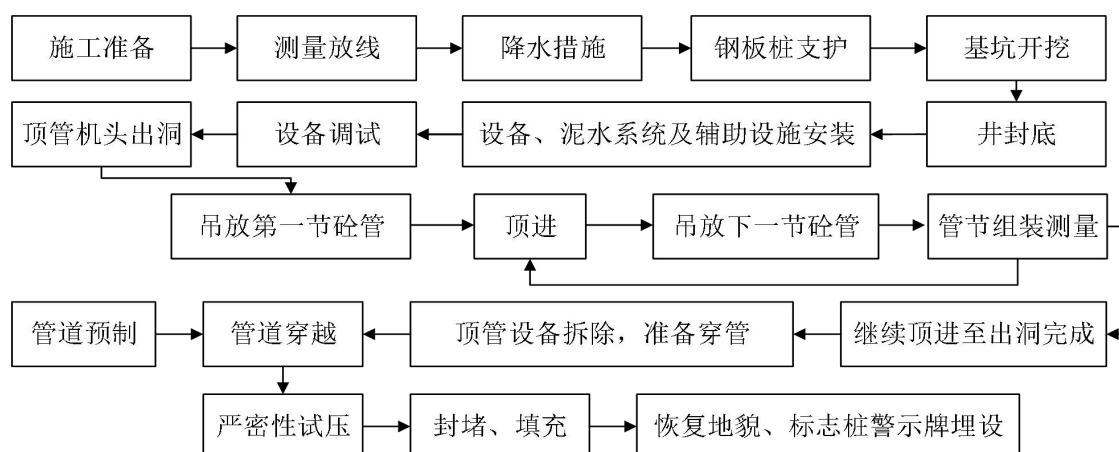 施工准备
测量放线
降水措施
钢板桩支护
基坑开挖
井封底
设备、泥水系统及辅助设施安装
设备调试
顶管机头出洞
吊放第一节砼管
顶进
吊放下一节砼管
管节组装测量
继续顶进至出洞完成
顶管设备拆除，准备穿管
管道穿越
管道预制
严密性试压
封堵、填充
恢复地貌、标志桩警示牌埋设